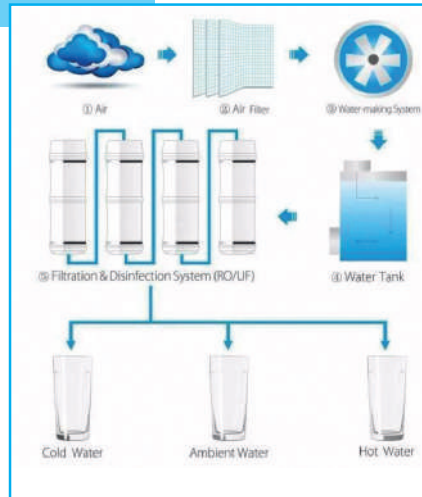 ① Air
② Air Filter
③ Water-making System
④ Water Tank
⑤ Filtration & Disinfection System (RO/UF)
Cold Water
Ambient Water
Hot Water